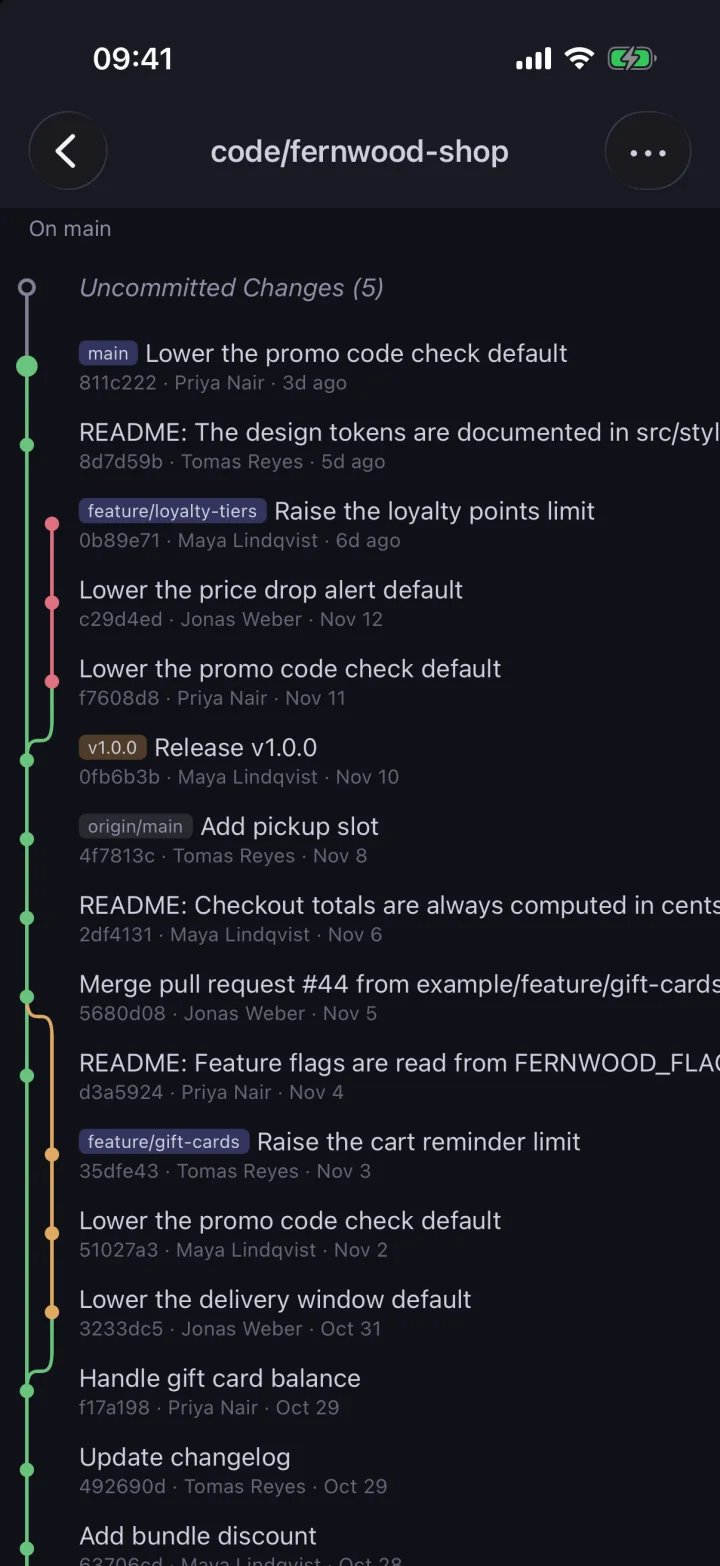 09:41
code/fernwood-shop
On main
Uncommitted Changes (5)
main Lower the promo code check default
811c222 · Priya Nair · 3d ago
README: The design tokens are documented in src/styl
8d7d59b · Tomas Reyes · 5d ago
feature/loyalty-tiers Raise the loyalty points limit
0b89e71 · Maya Lindqvist · 6d ago
Lower the price drop alert default
c29d4ed · Jonas Weber · Nov 12
Lower the promo code check default
f7608d8 · Priya Nair · Nov 11
v1.0.0 Release v1.0.0
0fb6b3b · Maya Lindqvist · Nov 10
origin/main Add pickup slot
4f7813c · Tomas Reyes · Nov 8
README: Checkout totals are always computed in cents
2df4131 · Maya Lindqvist · Nov 6
Merge pull request #44 from example/feature/gift-cards
5680d08 · Jonas Weber · Nov 5
README: Feature flags are read from FERNWOOD_FLAG
d3a5924 · Priya Nair · Nov 4
feature/gift-cards Raise the cart reminder limit
35dfe43 · Tomas Reyes · Nov 3
Lower the promo code check default
51027a3 · Maya Lindqvist · Nov 2
Lower the delivery window default
3233dc5 · Jonas Weber · Oct 31
Handle gift card balance
f17a198 · Priya Nair · Oct 29
Update changelog
492690d · Tomas Reyes · Oct 29
Add bundle discount
63706cd · Maya Lindqvist · Oct 28